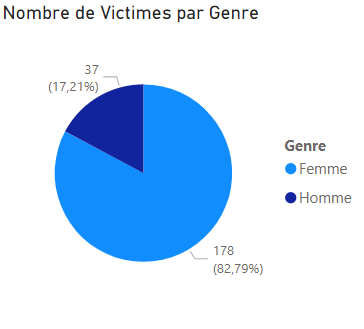 Nombre de Victimes par Genre
37
(17,21%)
Genre
Femme
Homme
178
(82,79%)